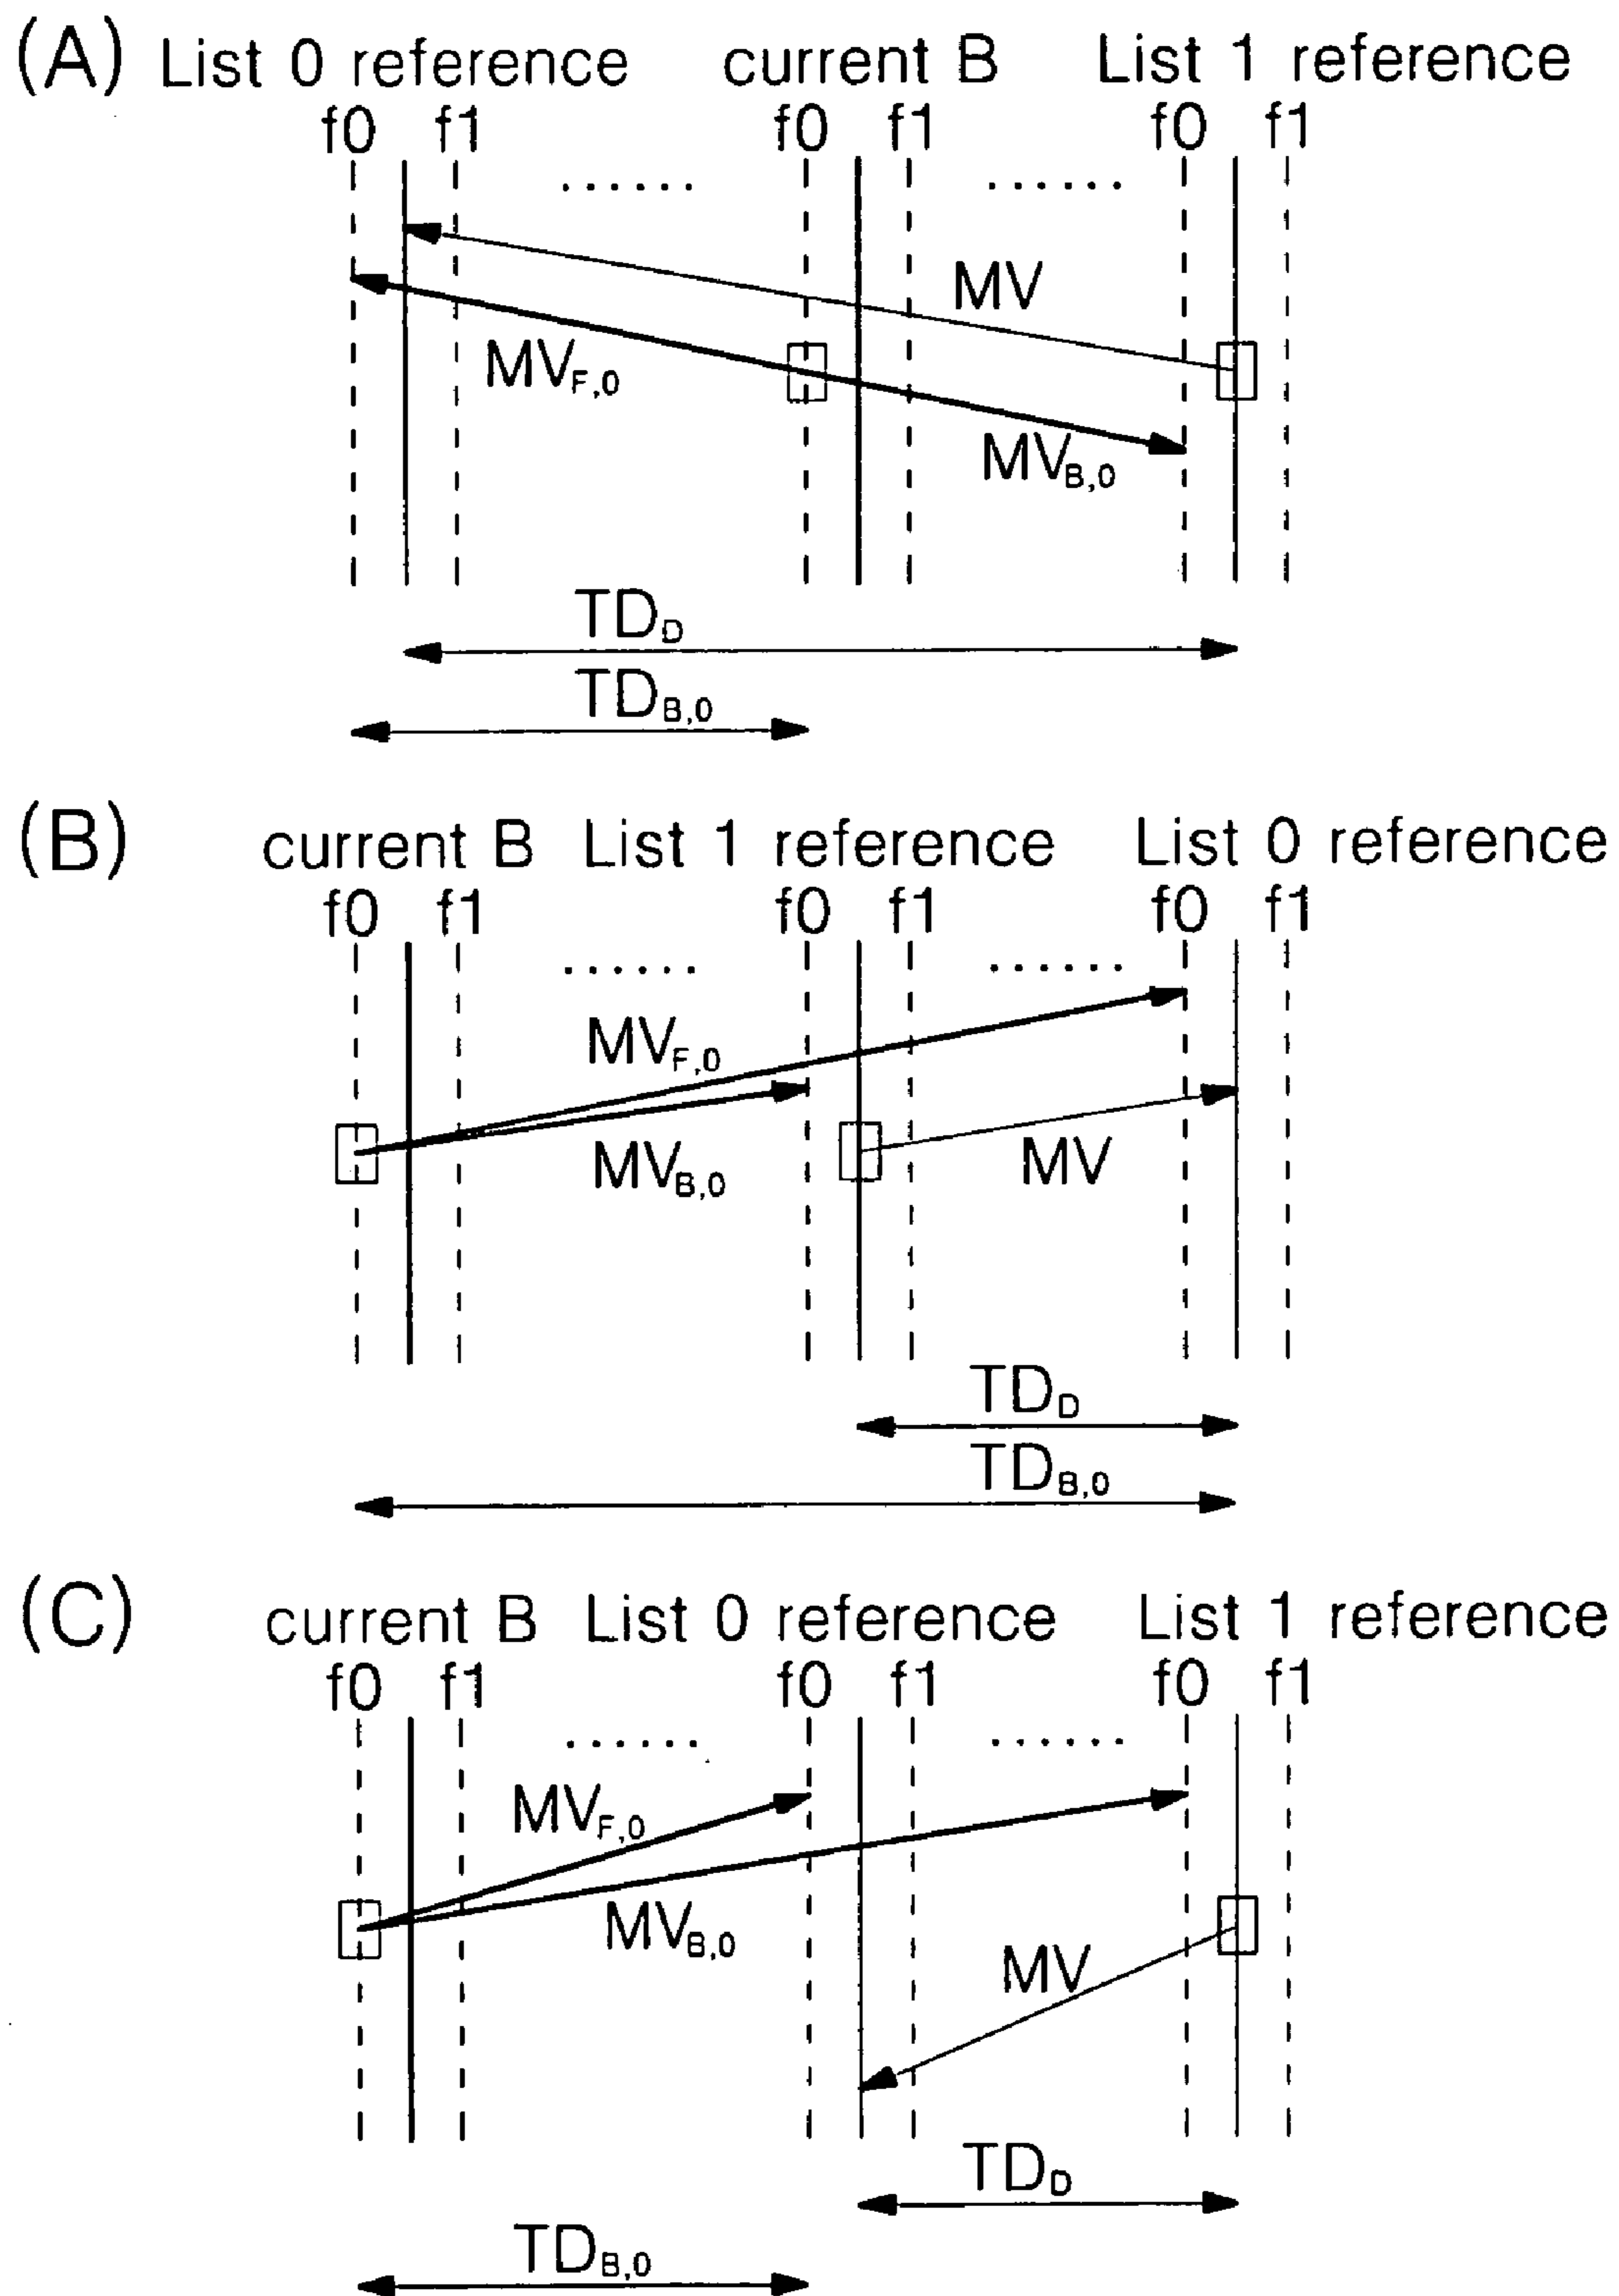 (A) List 0 reference current B List 1 reference
f0 f1 f0 f1 f0 f1
...... ......
MV
MVF,0
MVB,0
TDD
TDB,0
(B) current B List 1 reference List 0 reference
f0 f1 f0 f1 f0 f1
...... ......
MVF,0
MVB,0 MV
TDD
TDB,0
(C) current B List 0 reference List 1 reference
f0 f1 f0 f1 f0 f1
...... ......
MVF,0
MVB,0
MV
TDD
TDB,0